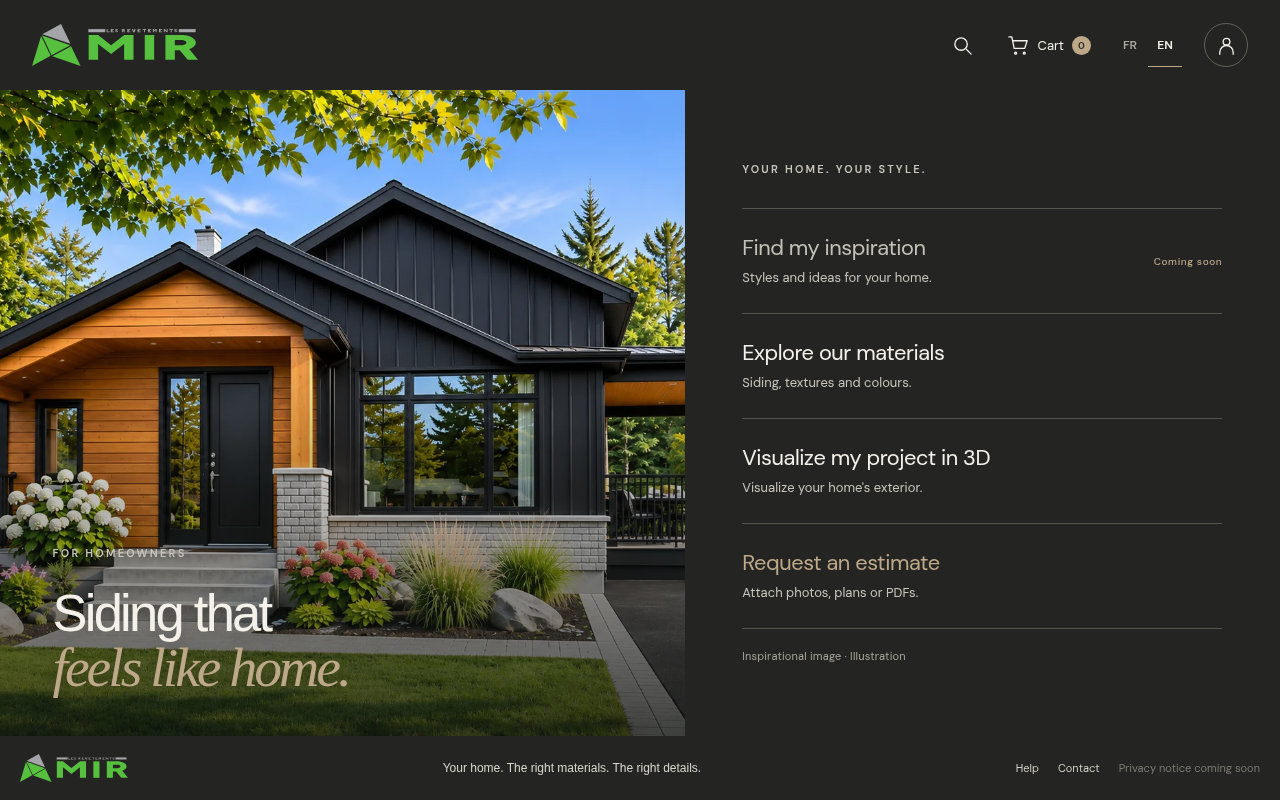 LES REVETEMENTS
MIR
Cart 0
FR EN
YOUR HOME. YOUR STYLE.
Find my inspiration
Styles and ideas for your home.
Coming soon
Explore our materials
Siding, textures and colours.
Visualize my project in 3D
Visualize your home's exterior.
Request an estimate
Attach photos, plans or PDFs.
Inspirational image · Illustration
FOR HOMEOWNERS
Siding that
feels like home.
LES REVETEMENTS
MIR
Your home. The right materials. The right details.
Help Contact Privacy notice coming soon